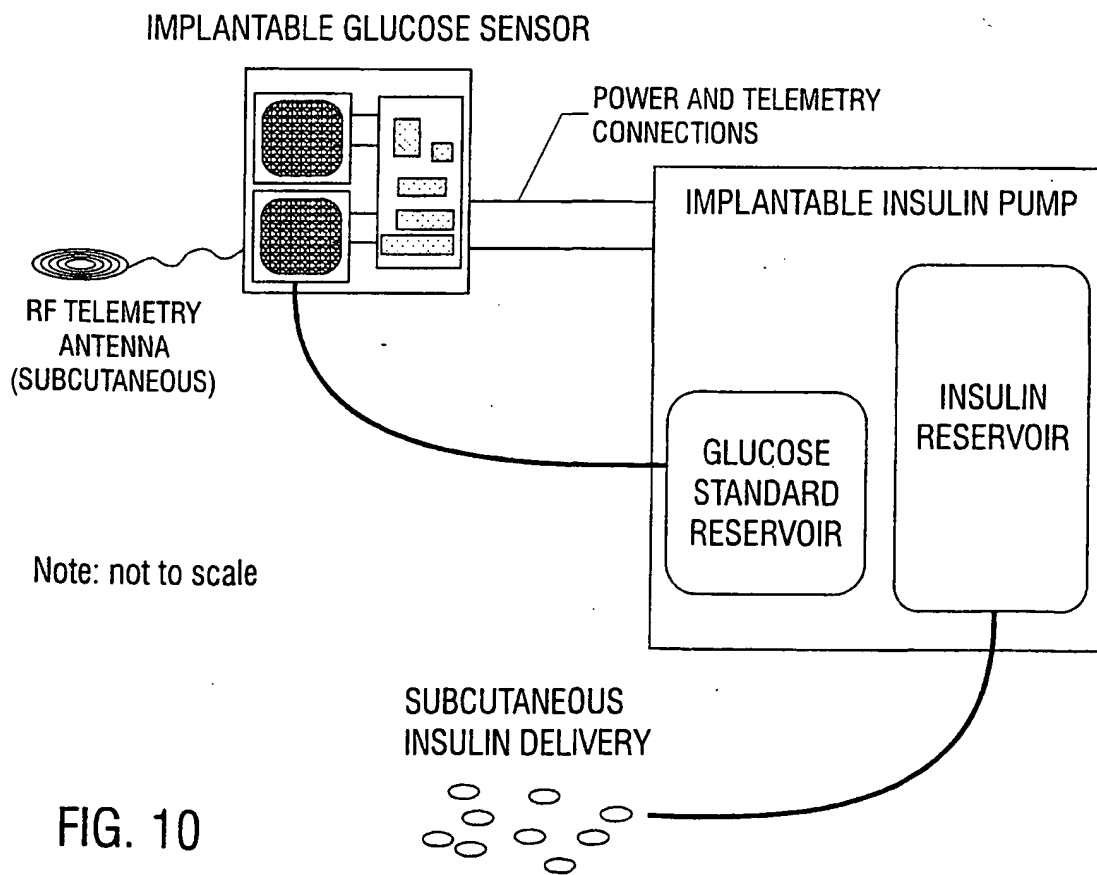 IMPLANTABLE GLUCOSE SENSOR
POWER AND TELEMETRY
CONNECTIONS
IMPLANTABLE INSULIN PUMP
RF TELEMETRY
ANTENNA
(SUBCUTANEOUS)
INSULIN
RESERVOIR
GLUCOSE
STANDARD
RESERVOIR
Note: not to scale
SUBCUTANEOUS
INSULIN DELIVERY
FIG. 10